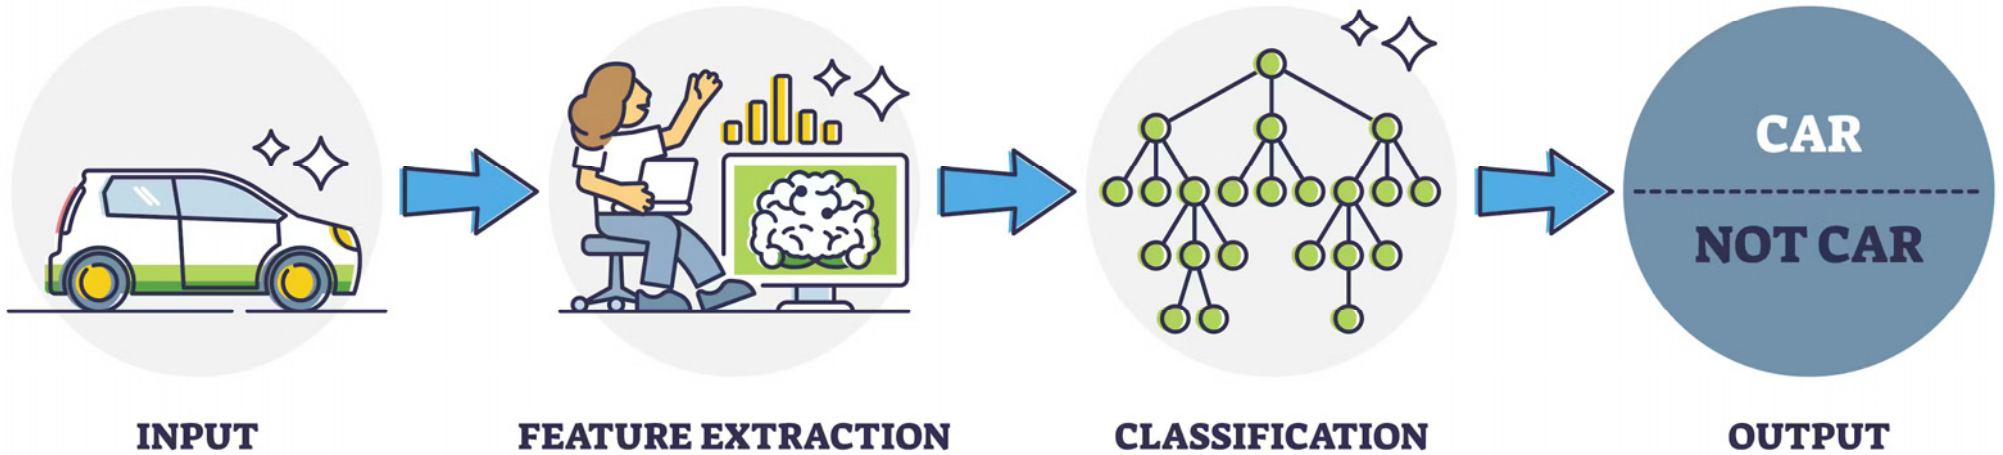 CAR
NOT CAR
INPUT
FEATURE EXTRACTION
CLASSIFICATION
OUTPUT